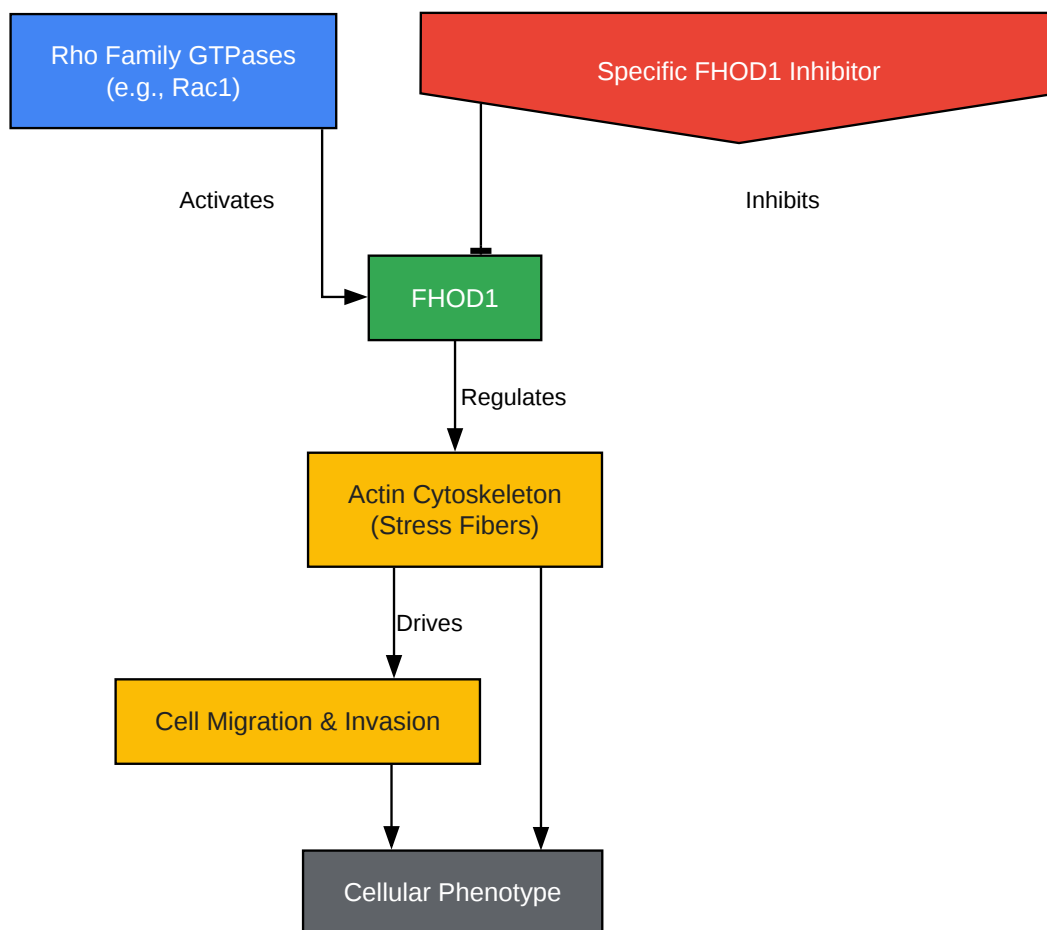 Rho Family GTPases
(e.g., Rac1)
Specific FHOD1 Inhibitor
Activates
Inhibits
FHOD1
Regulates
Actin Cytoskeleton
(Stress Fibers)
Drives
Cell Migration & Invasion
Cellular Phenotype